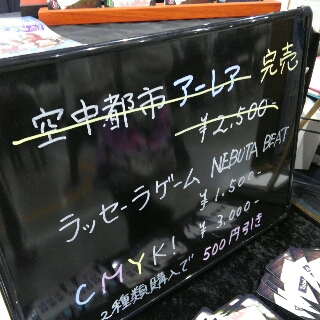 空中都市アーレア 完売
¥2,500
ラッセーラゲーム NEBUTA BEAT
¥1,500-
CMYK! ¥3,000-
2種類購入で500円引き